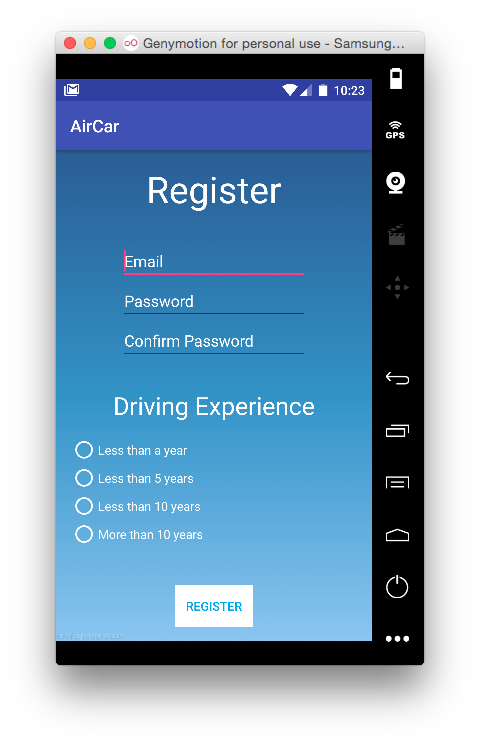 Genymotion for personal use - Samsung...
10:23
GPS
AirCar
Register
Email
Password
Confirm Password
Driving Experience
Less than a year
Less than 5 years
Less than 10 years
More than 10 years
REGISTER